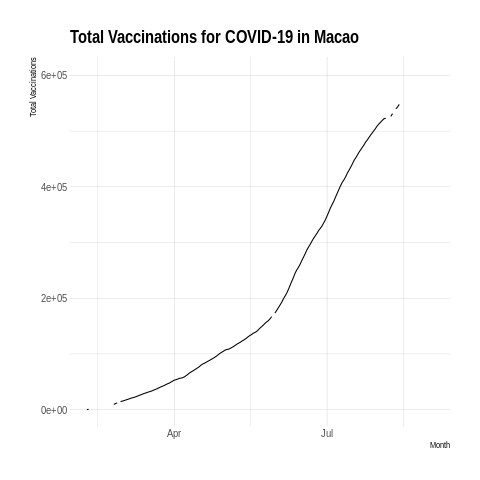 Total Vaccinations for COVID-19 in Macao
Total Vaccinations
6e+05
4e+05
2e+05
0e+00
Apr
Jul
Month